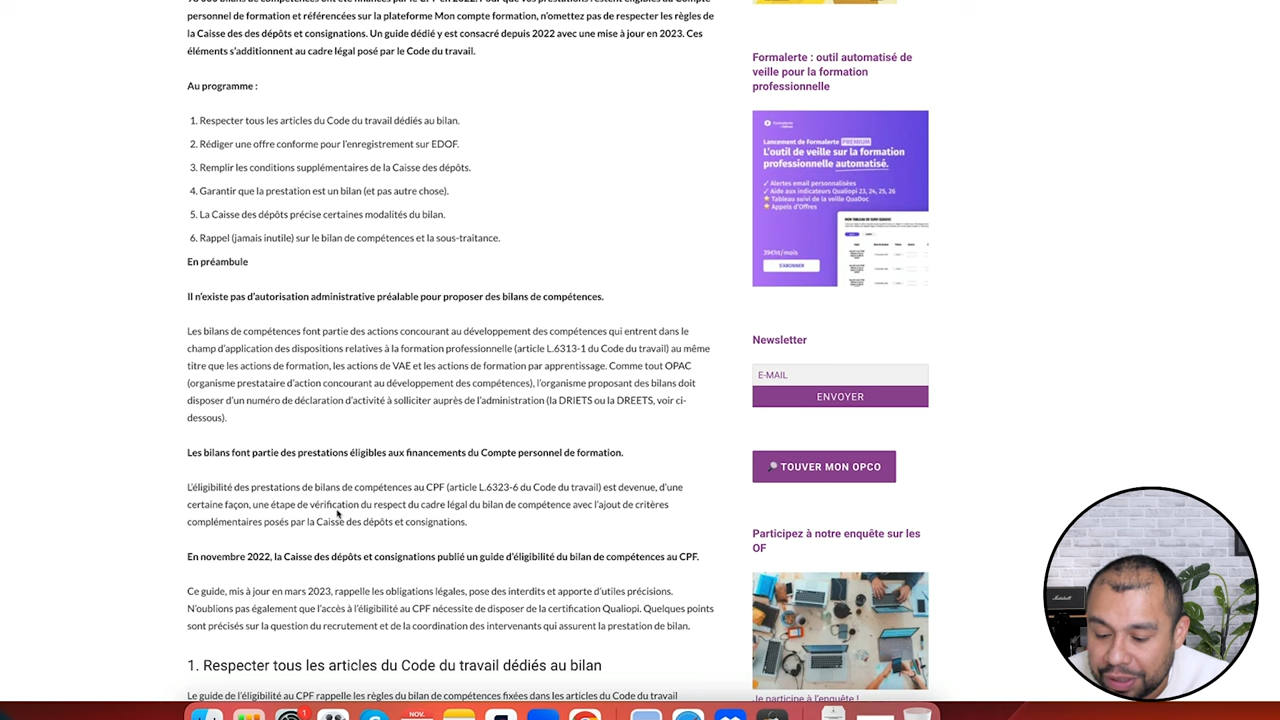 personnel de formation et référencées sur la plateforme Mon compte formation, n'omettez pas de respecter les règles de
la Caisse des des dépôts et consignations. Un guide dédié y est consacré depuis 2022 avec une mise à jour en 2023. Ces
éléments s'additionnent au cadre légal posé par le Code du travail.
Au programme :
1. Respecter tous les articles du Code du travail dédiés au bilan.
2. Rédiger une offre conforme pour l'enregistrement sur EDOF.
3. Remplir les conditions supplémentaires de la Caisse des dépôts.
4. Garantir que la prestation est un bilan (et pas autre chose).
5. La Caisse des dépôts précise certaines modalités du bilan.
6. Rappel (jamais inutile) sur le bilan de compétences et la sous-traitance.
En préambule
Il n'existe pas d'autorisation administrative préalable pour proposer des bilans de compétences.
Les bilans de compétences font partie des actions concourant au développement des compétences qui entrent dans le
champ d'application des dispositions relatives à la formation professionnelle (article L.6313-1 du Code du travail) au même
titre que les actions de formation, les actions de VAE et les actions de formation par apprentissage. Comme tout OPAC
(organisme prestataire d'action concourant au développement des compétences), l'organisme proposant des bilans doit
disposer d'un numéro de déclaration d'activité à solliciter auprès de l'administration (la DRIETS ou la DREETS, voir ci-
dessous).
Les bilans font partie des prestations éligibles aux financements du Compte personnel de formation.
L'éligibilité des prestations de bilans de compétences au CPF (article L.6323-6 du Code du travail) est devenue, d'une
certaine façon, une étape de vérification du respect du cadre légal du bilan de compétence avec l'ajout de critères
complémentaires posés par la Caisse des dépôts et consignations.
En novembre 2022, la Caisse des dépôts et consignations publié un guide d'éligibilité du bilan de compétences au CPF.
Ce guide, mis à jour en mars 2023, rappelle les obligations légales, pose des interdits et apporte d'utiles précisions.
N'oublions pas également que l'accès à l'éligibilité au CPF nécessite de disposer de la certification Qualiopi. Quelques points
sont précisés sur la question du recrutement et de la coordination des intervenants qui assurent la prestation de bilan.
1. Respecter tous les articles du Code du travail dédiés au bilan
Le guide de l'éligibilité au CPF rappelle les règles du bilan de compétences fixées dans les articles du Code du travail
Formalerte : outil automatisé de
veille pour la formation
professionnelle
Formalerte
Lancement de Formalerte PREMIUM
L'outil de veille sur la formation
professionnelle automatisé.
Alertes email personnalisées
Aide aux indicateurs Qualiopi 23, 24, 25, 26
Tableau suivi de la veille QuaDoc
Appels d'Offres
39€ht/mois
S'ABONNER
MON TABLEAU DE SUIVI QUADOC
Newsletter
E-MAIL
ENVOYER
TOUVER MON OPCO
Participez à notre enquête sur les
OF
Je participe à l'enquête !
Marshall
1
NOV.